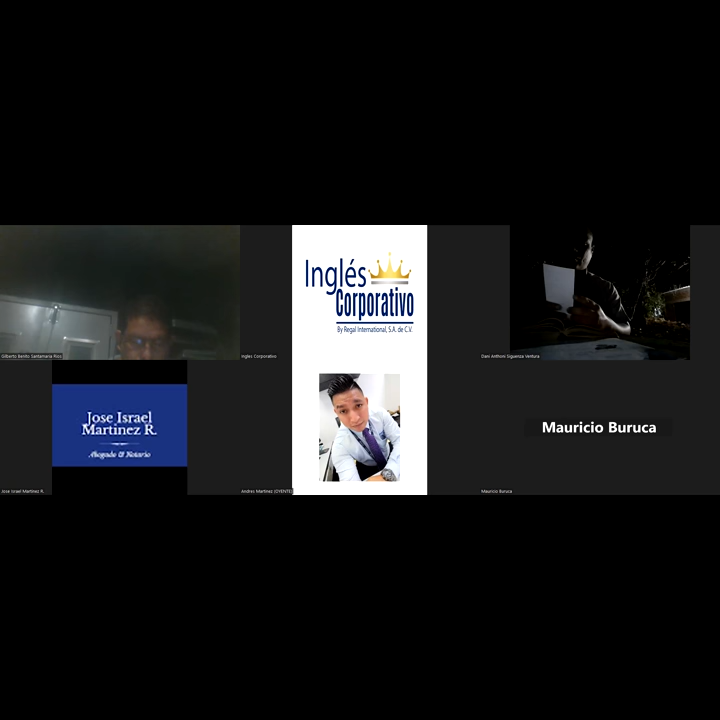 Inglés
Corporativo
By Regal International, S.A. de C.V.
Gilberto Benito Santamaria Rios
Ingles Corporativo
Dani Anthoni Siguenza Ventura
Jose Israel
Martinez R.
Abogado & Notario
Mauricio Buruca
Jose Israel Martinez R.
Andres Martinez (OYENTE)
Mauricio Buruca